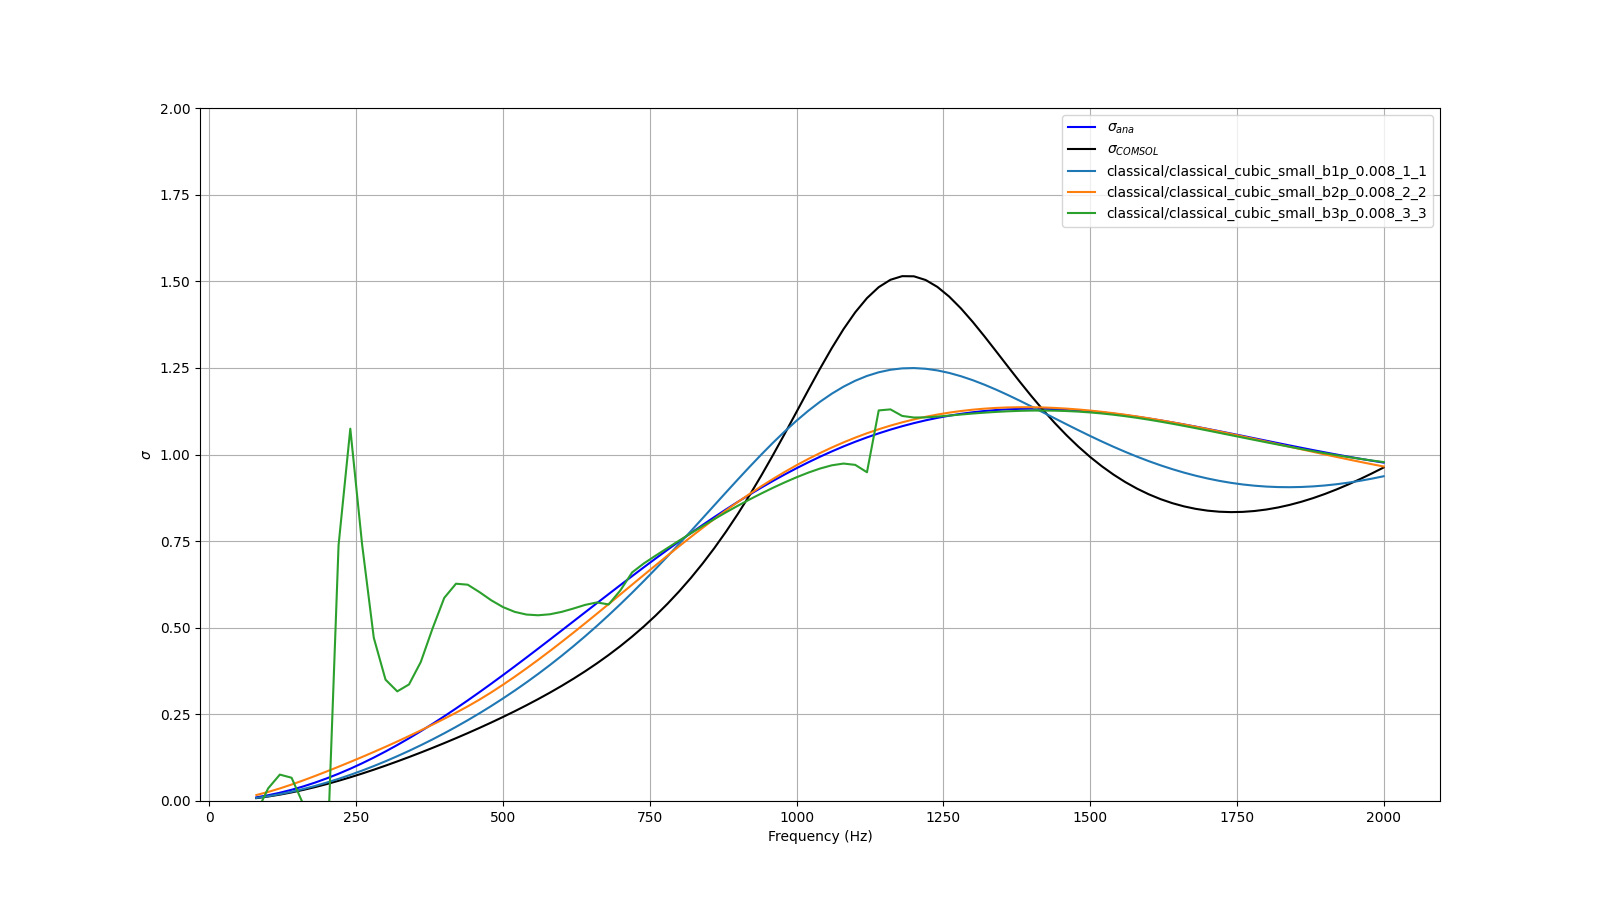 2.00
1.75
1.50
1.25
1.00
0.75
0.50
0.25
0.00
σ
0 250 500 750 1000 1250 1500 1750 2000
Frequency (Hz)
σ_ana
σ_COMSOL
classical/classical_cubic_small_b1p_0.008_1_1
classical/classical_cubic_small_b2p_0.008_2_2
classical/classical_cubic_small_b3p_0.008_3_3